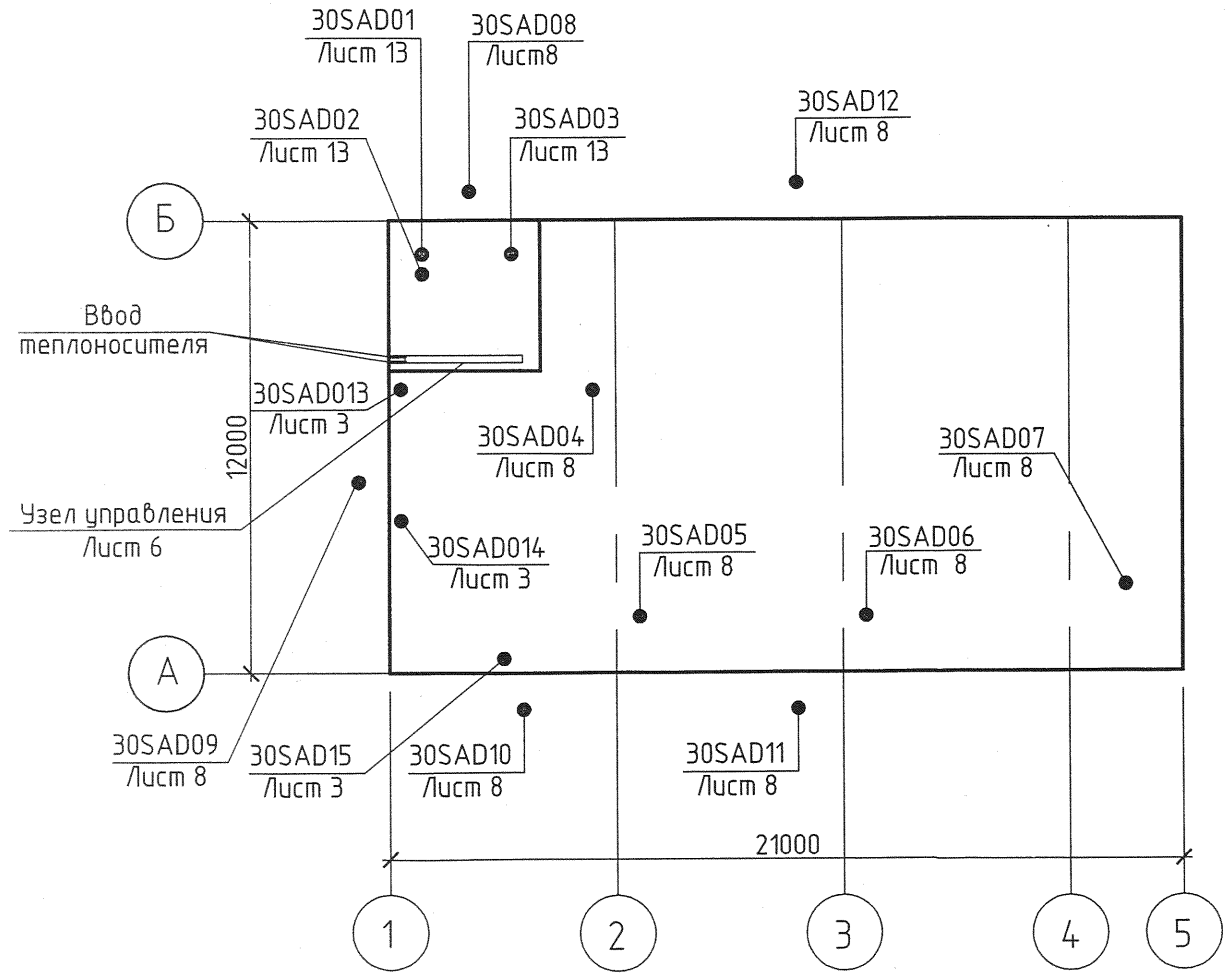 30SAD01
Лист 13
30SAD08
Лист8
30SAD02
Лист 13
30SAD03
Лист 13
30SAD12
Лист 8
Б
Ввод
теплоносителя
30SAD013
Лист 3
30SAD04
Лист 8
30SAD07
Лист 8
12000
Узел управления
Лист 6
30SAD014
Лист 3
30SAD05
Лист 8
30SAD06
Лист 8
А
30SAD09
Лист 8
30SAD15
Лист 3
30SAD10
Лист 8
30SAD11
Лист 8
21000
1
2
3
4
5